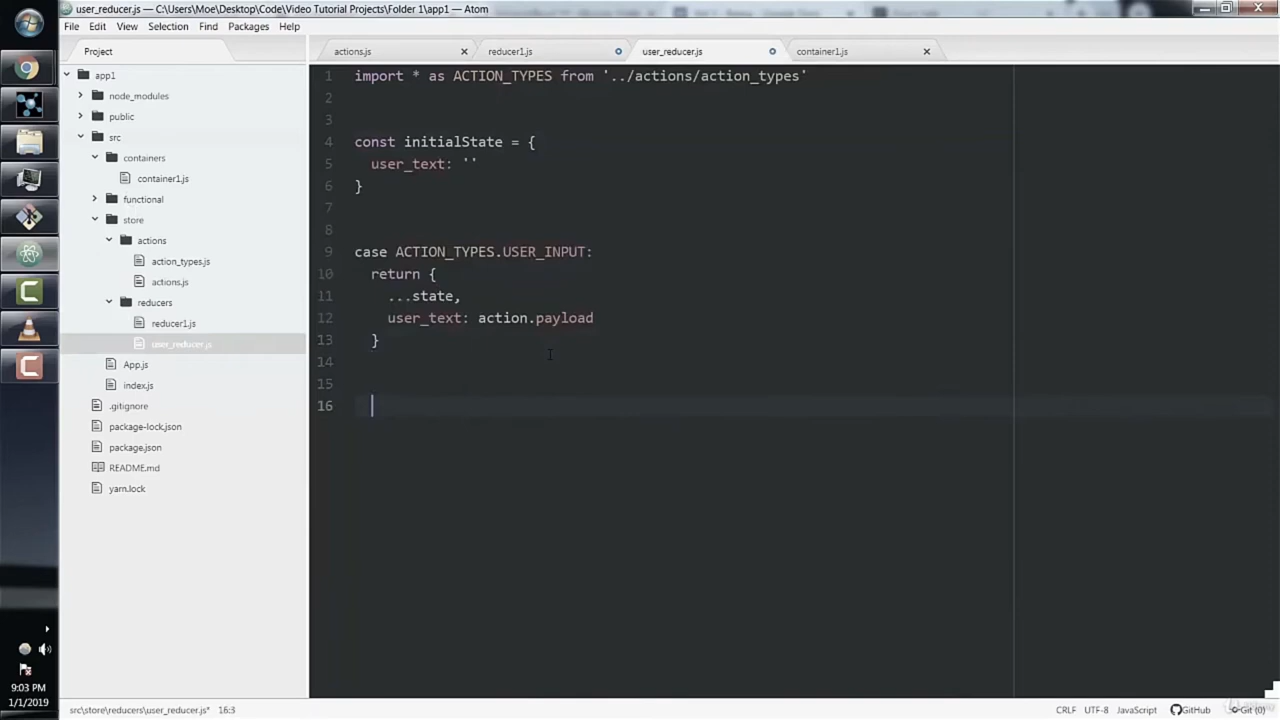 user_reducer.js — C:\Users\Moe\Desktop\Code\Video Tutorial Projects\Folder 1\app1 — Atom
File Edit View Selection Find Packages Help
Project
actions.js
reducer1.js
user_reducer.js
container1.js
app1
node_modules
public
src
containers
container1.js
functional
store
actions
action_types.js
actions.js
reducers
reducer1.js
user_reducer.js
App.js
index.js
.gitignore
package-lock.json
package.json
README.md
yarn.lock
1 import * as ACTION_TYPES from '../actions/action_types'
2
3
4 const initialState = {
5 user_text: ''
6 }
7
8
9 case ACTION_TYPES.USER_INPUT:
10 return {
11 ...state,
12 user_text: action.payload
13 }
14
15
16
9:03 PM
1/1/2019
src\store\reducers\user_reducer.js* 16:3
CRLF UTF-8 JavaScript GitHub Git (0)